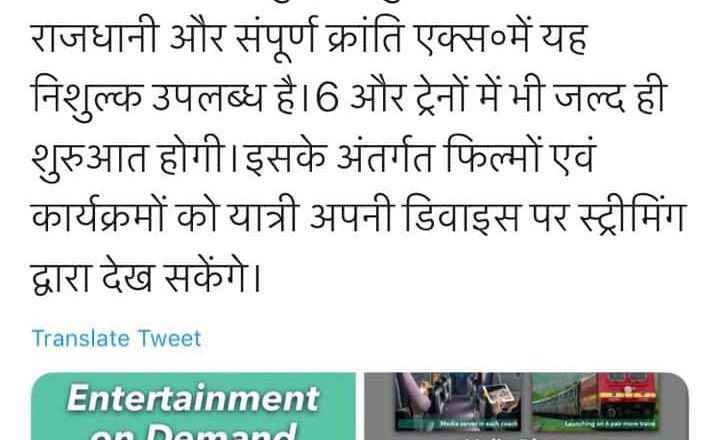 राजधानी और संपूर्ण क्रांति एक्स०में यह
निशुल्क उपलब्ध है।6 और ट्रेनों में भी जल्द ही
शुरुआत होगी।इसके अंतर्गत फिल्मों एवं
कार्यक्रमों को यात्री अपनी डिवाइस पर स्ट्रीमिंग
द्वारा देख सकेंगे।
Translate Tweet
Entertainment
on Demand
Media server in each coach
Launching on 6 pair more trains